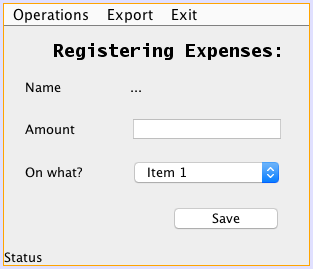 Operations Export Exit
Registering Expenses:
Name ...
Amount
On what? Item 1
Save
Status